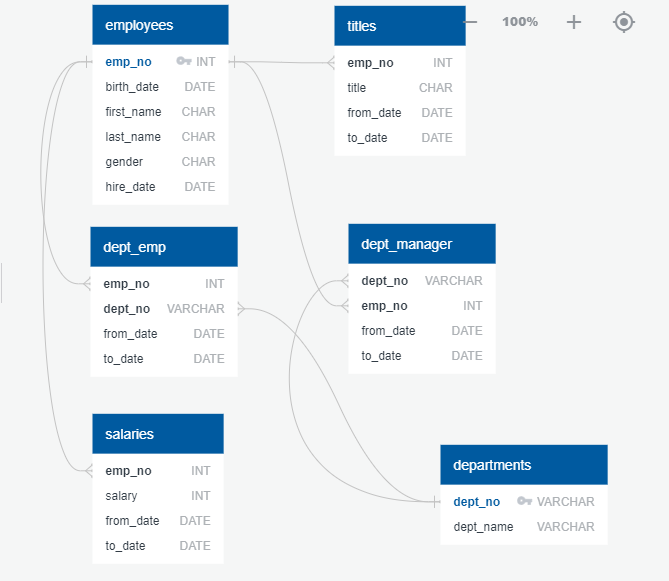 employees
emp_no INT
birth_date DATE
first_name CHAR
last_name CHAR
gender CHAR
hire_date DATE
titles
emp_no INT
title CHAR
from_date DATE
to_date DATE
100%
dept_emp
emp_no INT
dept_no VARCHAR
from_date DATE
to_date DATE
dept_manager
dept_no VARCHAR
emp_no INT
from_date DATE
to_date DATE
salaries
emp_no INT
salary INT
from_date DATE
to_date DATE
departments
dept_no VARCHAR
dept_name VARCHAR